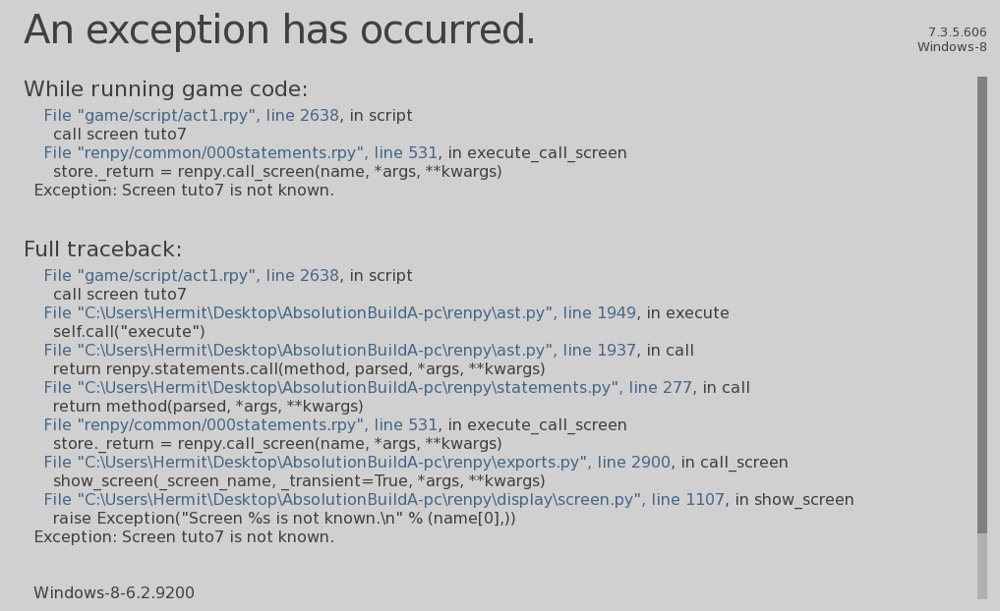 An exception has occurred.
7.3.5.606
Windows-8
While running game code:
File "game/script/act1.rpy", line 2638, in script
call screen tuto7
File "renpy/common/000statements.rpy", line 531, in execute_call_screen
store._return = renpy.call_screen(name, *args, **kwargs)
Exception: Screen tuto7 is not known.
Full traceback:
File "game/script/act1.rpy", line 2638, in script
call screen tuto7
File "C:\Users\Hermit\Desktop\AbsolutionBuildA-pc\renpy\ast.py", line 1949, in execute
self.call("execute")
File "C:\Users\Hermit\Desktop\AbsolutionBuildA-pc\renpy\ast.py", line 1937, in call
return renpy.statements.call(method, parsed, *args, **kwargs)
File "C:\Users\Hermit\Desktop\AbsolutionBuildA-pc\renpy\statements.py", line 277, in call
return method(parsed, *args, **kwargs)
File "renpy/common/000statements.rpy", line 531, in execute_call_screen
store._return = renpy.call_screen(name, *args, **kwargs)
File "C:\Users\Hermit\Desktop\AbsolutionBuildA-pc\renpy\exports.py", line 2900, in call_screen
show_screen(_screen_name, _transient=True, *args, **kwargs)
File "C:\Users\Hermit\Desktop\AbsolutionBuildA-pc\renpy\display\screen.py", line 1107, in show_screen
raise Exception("Screen %s is not known.\n" % (name[0],))
Exception: Screen tuto7 is not known.
Windows-8-6.2.9200